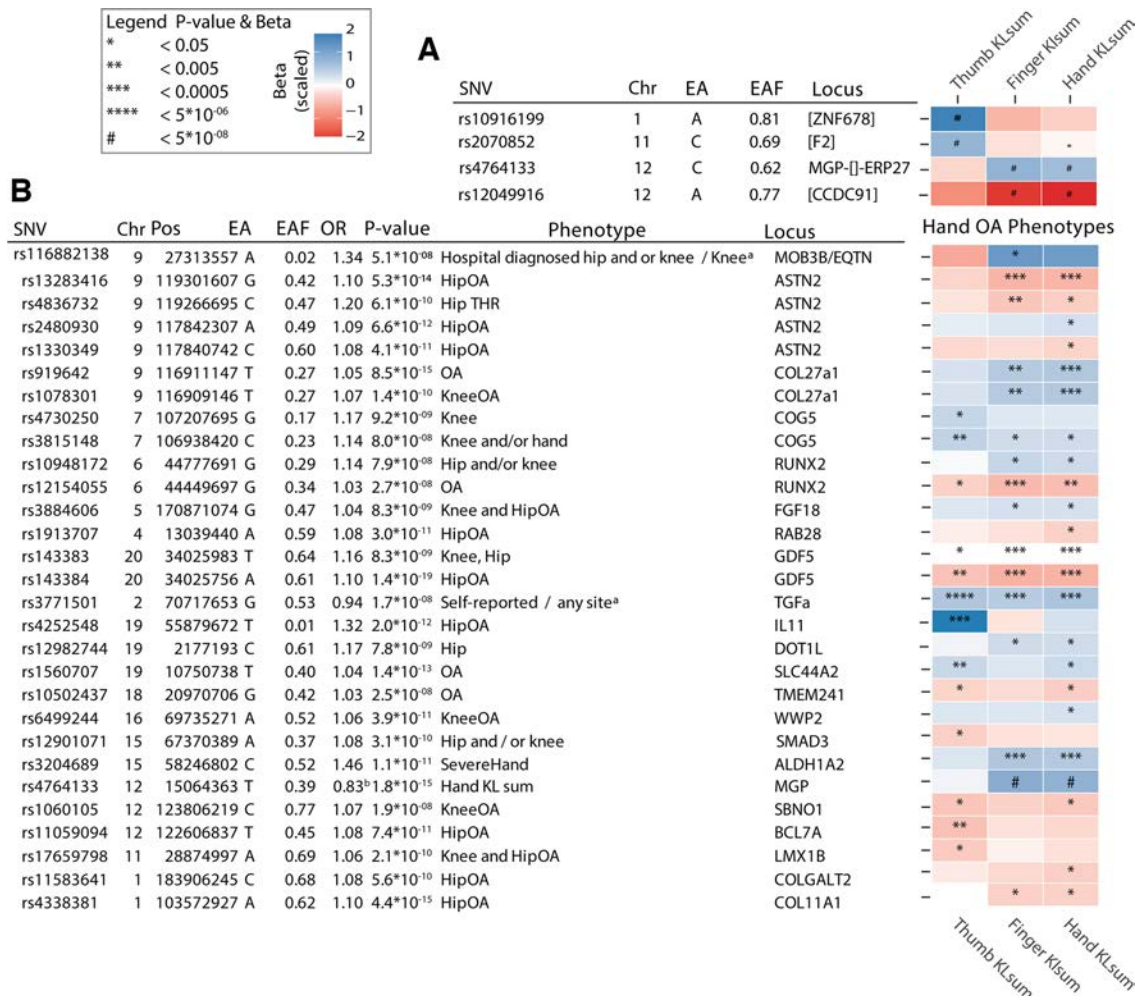 Legend P-value & Beta
* < 0.05
** < 0.005
*** < 0.0005
**** < 5*10-06
# < 5*10-08
Beta (scaled)
2
1
0
−1
−2
A
Thumb KLsum
Finger Klsum
Hand KLsum
SNV Chr EA EAF Locus
rs10916199 1 A 0.81 [ZNF678] #
rs2070852 11 C 0.69 [F2] # *
rs4764133 12 C 0.62 MGP-[]-ERP27 # #
rs12049916 12 A 0.77 [CCDC91] # #
B
SNV Chr Pos EA EAF OR P-value Phenotype Locus Hand OA Phenotypes
rs116882138 9 27313557 A 0.02 1.34 5.1*10-08 Hospital diagnosed hip and or knee / Kneea MOB3B/EQTN *
rs13283416 9 119301607 G 0.42 1.10 5.3*10-14 HipOA ASTN2 *** ***
rs4836732 9 119266695 C 0.47 1.20 6.1*10-10 Hip THR ASTN2 ** *
rs2480930 9 117842307 A 0.49 1.09 6.6*10-12 HipOA ASTN2 *
rs1330349 9 117840742 C 0.60 1.08 4.1*10-11 HipOA ASTN2 *
rs919642 9 116911147 T 0.27 1.05 8.5*10-15 OA COL27a1 ** ***
rs1078301 9 116909146 T 0.27 1.07 1.4*10-10 KneeOA COL27a1 ** ***
rs4730250 7 107207695 G 0.17 1.17 9.2*10-09 Knee COG5 *
rs3815148 7 106938420 C 0.23 1.14 8.0*10-08 Knee and/or hand COG5 ** * *
rs10948172 6 44777691 G 0.29 1.14 7.9*10-08 Hip and/or knee RUNX2 * *
rs12154055 6 44449697 G 0.34 1.03 2.7*10-08 OA RUNX2 * *** **
rs3884606 5 170871074 G 0.47 1.04 8.3*10-09 Knee and HipOA FGF18 * *
rs1913707 4 13039440 A 0.59 1.08 3.0*10-11 HipOA RAB28 *
rs143383 20 34025983 T 0.64 1.16 8.3*10-09 Knee, Hip GDF5 * *** ***
rs143384 20 34025756 A 0.61 1.10 1.4*10-19 HipOA GDF5 ** *** ***
rs3771501 2 70717653 G 0.53 0.94 1.7*10-08 Self-reported / any sitea TGFa **** *** ***
rs4252548 19 55879672 T 0.01 1.32 2.0*10-12 HipOA IL11 ***
rs12982744 19 2177193 C 0.61 1.17 7.8*10-09 Hip DOT1L * *
rs1560707 19 10750738 T 0.40 1.04 1.4*10-13 OA SLC44A2 ** *
rs10502437 18 20970706 G 0.42 1.03 2.5*10-08 OA TMEM241 * *
rs6499244 16 69735271 A 0.52 1.06 3.9*10-11 KneeOA WWP2 *
rs12901071 15 67370389 A 0.37 1.08 3.1*10-10 Hip and / or knee SMAD3 *
rs3204689 15 58246802 C 0.52 1.46 1.1*10-11 SevereHand ALDH1A2 *** ***
rs4764133 12 15064363 T 0.39 0.83b 1.8*10-15 Hand KL sum MGP # #
rs1060105 12 123806219 C 0.77 1.07 1.9*10-08 KneeOA SBNO1 * *
rs11059094 12 122606837 T 0.45 1.08 7.4*10-11 HipOA BCL7A **
rs17659798 11 28874997 A 0.69 1.06 2.1*10-10 Knee and HipOA LMX1B *
rs11583641 1 183906245 C 0.68 1.08 5.6*10-10 HipOA COLGALT2 *
rs4338381 1 103572927 A 0.62 1.10 4.4*10-15 HipOA COL11A1 * *
Thumb KLsum
Finger Klsum
Hand KLsum